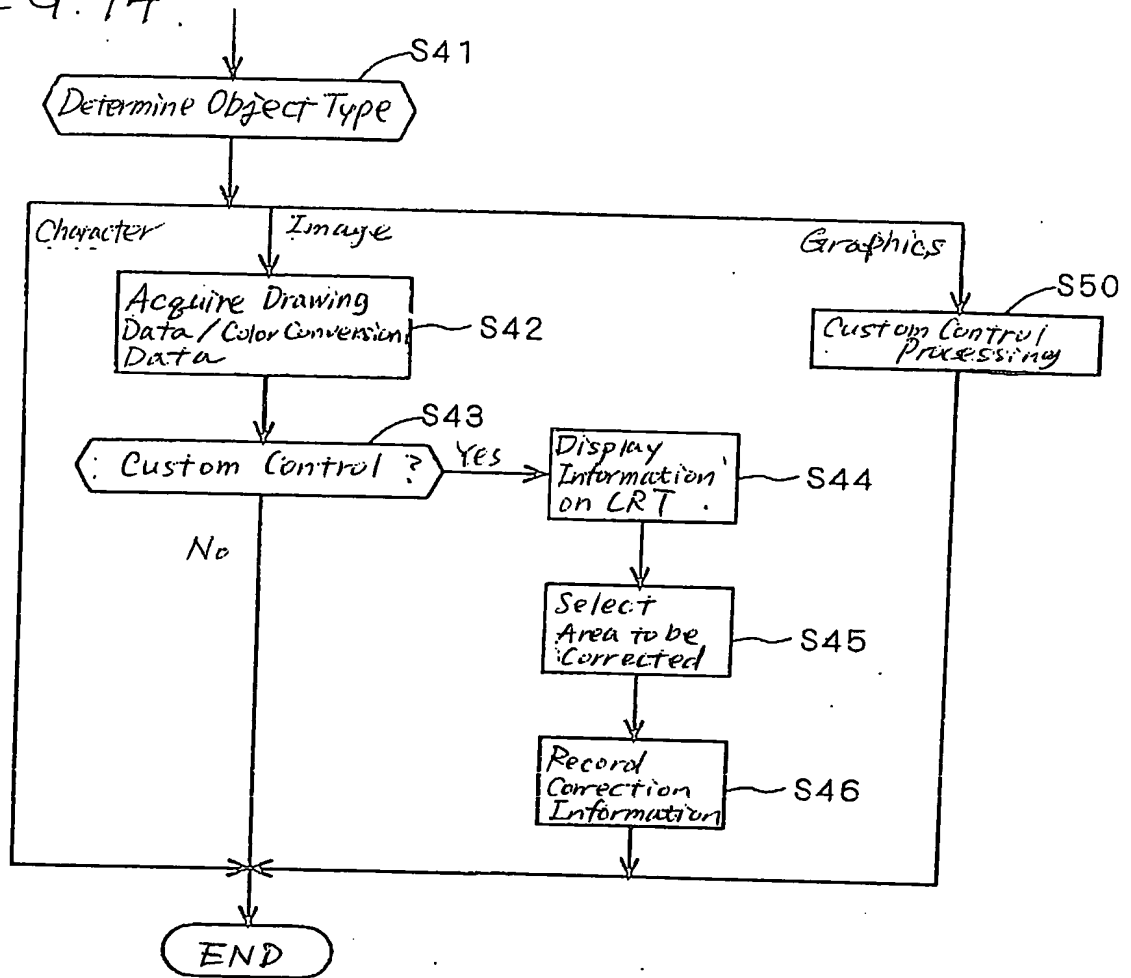 9.14.
S41
Determine Object Type
Character
Image
Graphics
Acquire Drawing
Data/Color Conversion
Data
S42
S50
Custom Control
Processing
S43
Custom Control ?
Yes
No
Display
Information
on CRT.
S44
Select
Area to be
Corrected
S45
Record
Correction
Information
S46
END